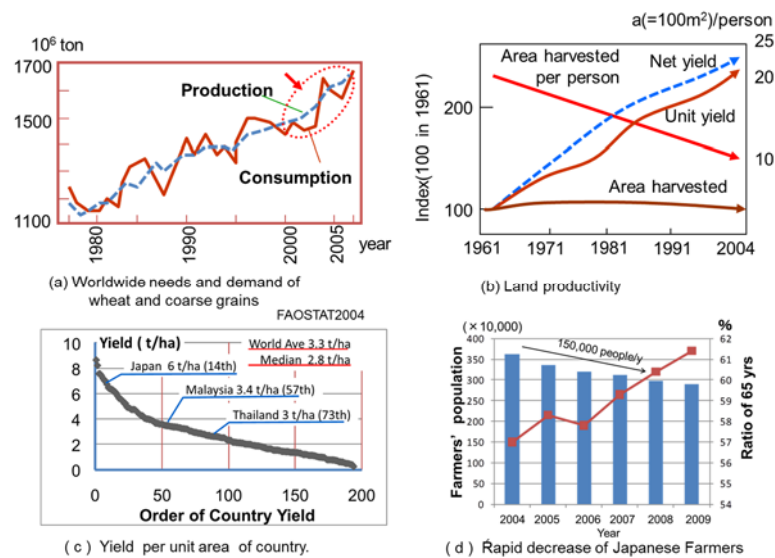 10⁶ ton
1700
1500
1100
Production
Consumption
1980
1990
2000
2005
year
(a) Worldwide needs and demand of
wheat and coarse grains
FAOSTAT2004
a(=100m²)/person
25
20
10
Index(100 in 1961)
200
100
Area harvested
per person
Net yield
Unit yield
Area harvested
1961
1971
1981
1991
2004
(b) Land productivity
10
8
6
4
2
0
Yield ( t/ha)
World Ave 3.3 t/ha
Median 2.8 t/ha
Japan 6 t/ha (14th)
Malaysia 3.4 t/ha (57th)
Thailand 3 t/ha (73th)
0
50
100
150
200
Order of Country Yield
( c ) Yield per unit area of country.
(×10,000)
%
400
350
300
250
200
150
100
50
0
Farmers' population
150,000 people/y
62
61
60
59
58
57
56
55
54
Ratio of 65 yrs
2004
2005
2006
2007
2008
2009
Year
( d ) Rapid decrease of Japanese Farmers